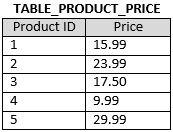 TABLE_PRODUCT_PRICE
Product ID Price
1 15.99
2 23.99
3 17.50
4 9.99
5 29.99